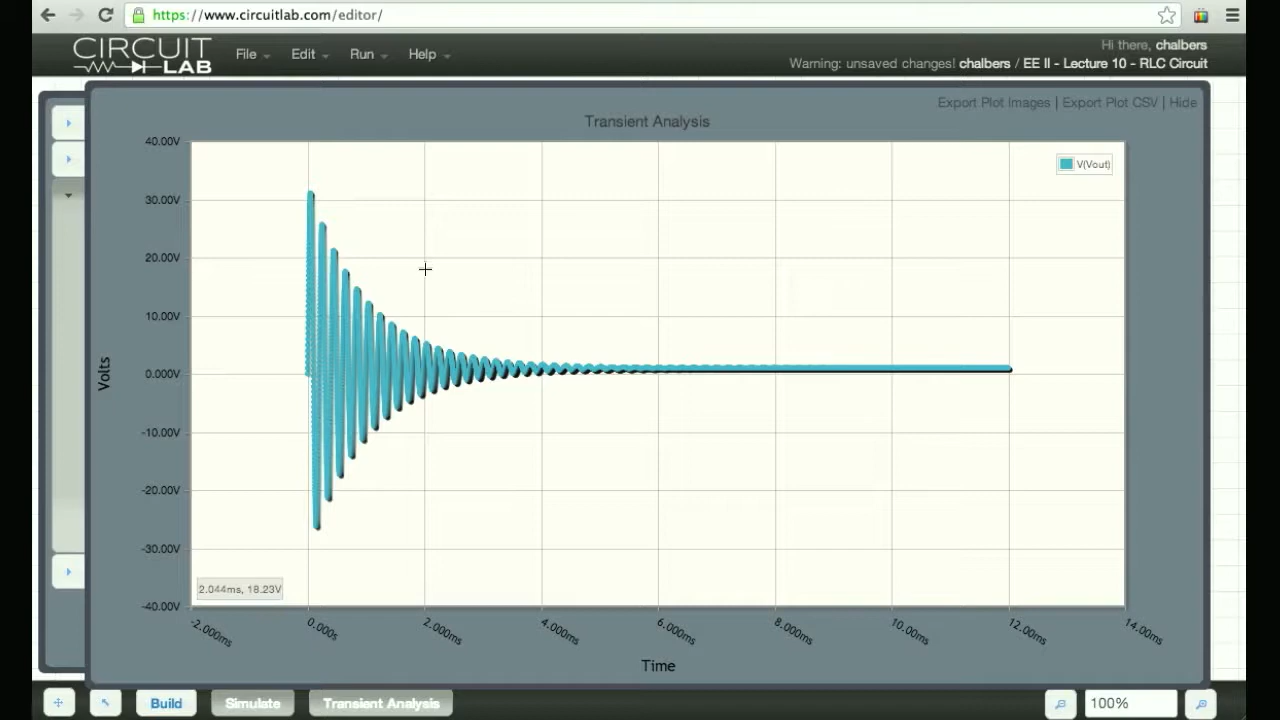 https://www.circuitlab.com/editor/
CIRCUIT LAB
File Edit Run Help
Hi there, chalbers
Warning: unsaved changes! chalbers / EE II - Lecture 10 - RLC Circuit
Export Plot Images | Export Plot CSV | Hide
Transient Analysis
V(Vout)
40.00V
30.00V
20.00V
10.00V
0.000V
-10.00V
-20.00V
-30.00V
-40.00V
Volts
2.044ms, 18.23V
-2.000ms 0.000s 2.000ms 4.000ms 6.000ms 8.000ms 10.00ms 12.00ms 14.00ms
Time
Build Simulate Transient Analysis 100%